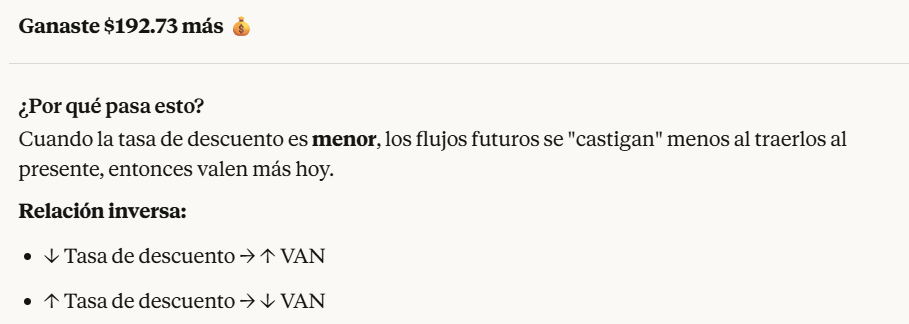 Ganaste $192.73 más 💰
¿Por qué pasa esto?
Cuando la tasa de descuento es menor, los flujos futuros se "castigan" menos al traerlos al
presente, entonces valen más hoy.
Relación inversa:
• ↓ Tasa de descuento → ↑ VAN
• ↑ Tasa de descuento → ↓ VAN